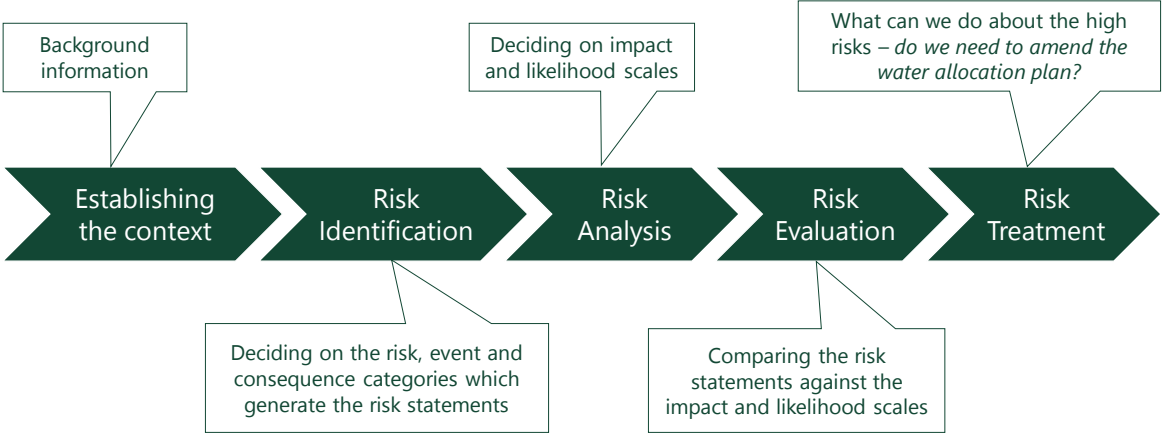 Background
information
Deciding on impact
and likelihood scales
What can we do about the high
risks – do we need to amend the
water allocation plan?
Establishing
the context
Risk
Identification
Risk
Analysis
Risk
Evaluation
Risk
Treatment
Deciding on the risk, event and
consequence categories which
generate the risk statements
Comparing the risk
statements against the
impact and likelihood scales